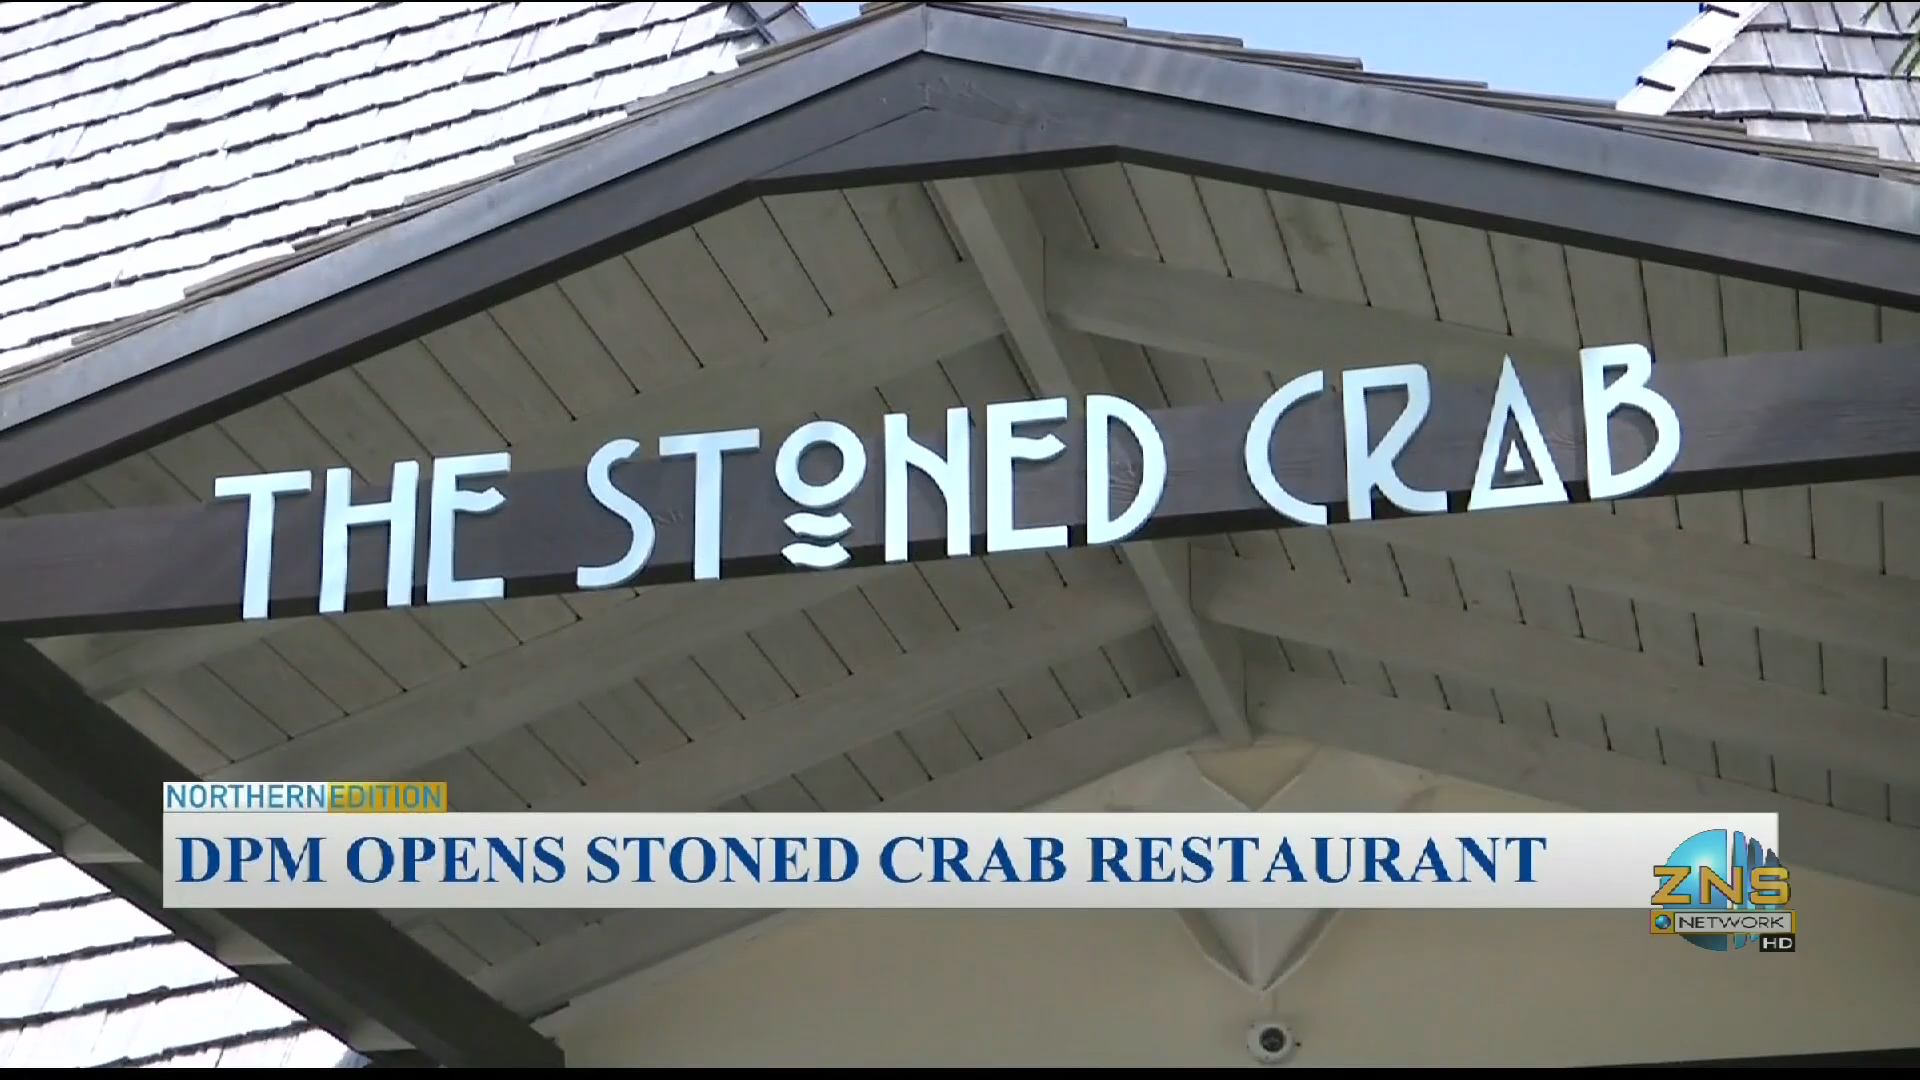 THE STONED CRAB
NORTHERN EDITION
DPM OPENS STONED CRAB RESTAURANT
ZNS
NETWORK
HD